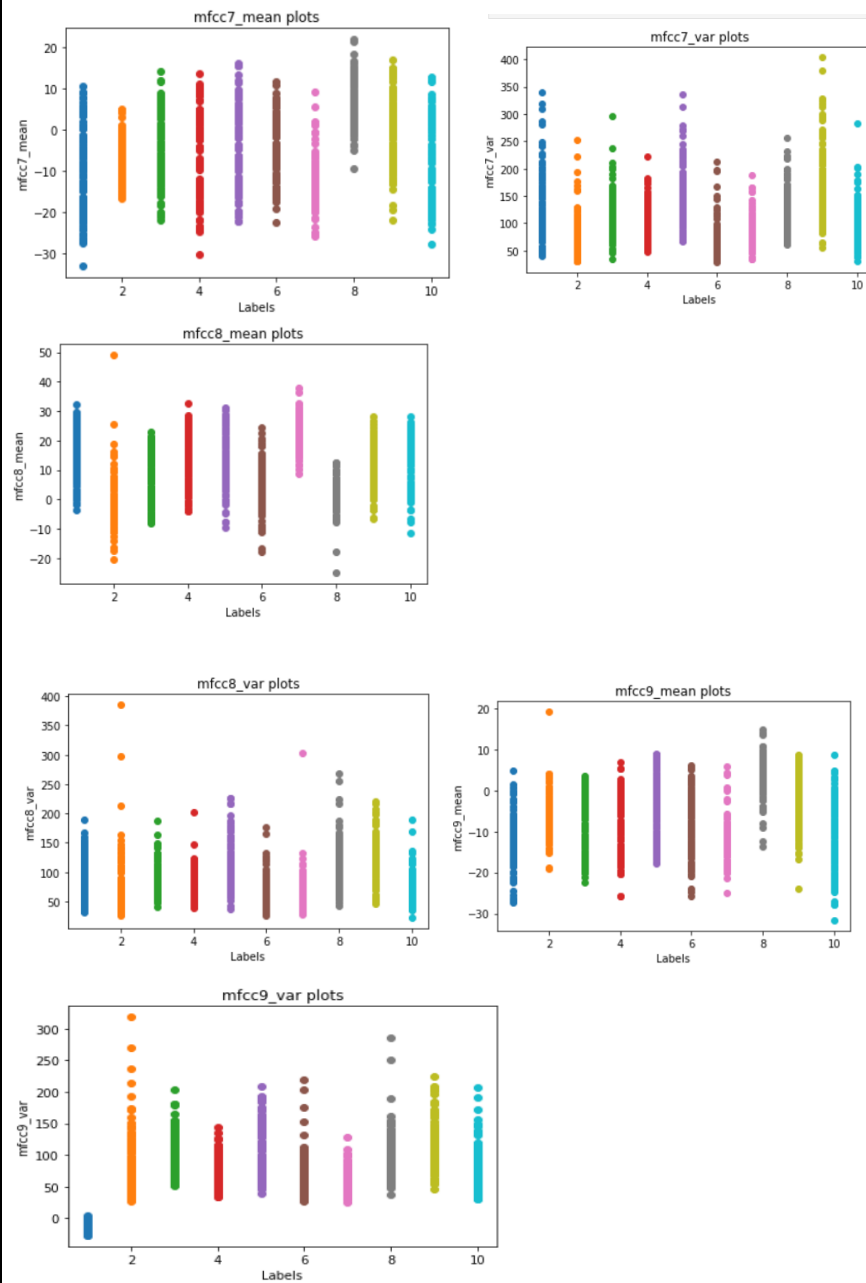 mfcc7_mean plots
mfcc7_mean
20
10
0
−10
−20
−30
2 4 6 8 10
Labels
mfcc7_var plots
mfcc7_var
400
350
300
250
200
150
100
50
2 4 6 8 10
Labels
mfcc8_mean plots
mfcc8_mean
50
40
30
20
10
0
−10
−20
2 4 6 8 10
Labels
mfcc8_var plots
mfcc8_var
400
350
300
250
200
150
100
50
2 4 6 8 10
Labels
mfcc9_mean plots
mfcc9_mean
20
10
0
−10
−20
−30
2 4 6 8 10
Labels
mfcc9_var plots
mfcc9_var
300
250
200
150
100
50
0
2 4 6 8 10
Labels